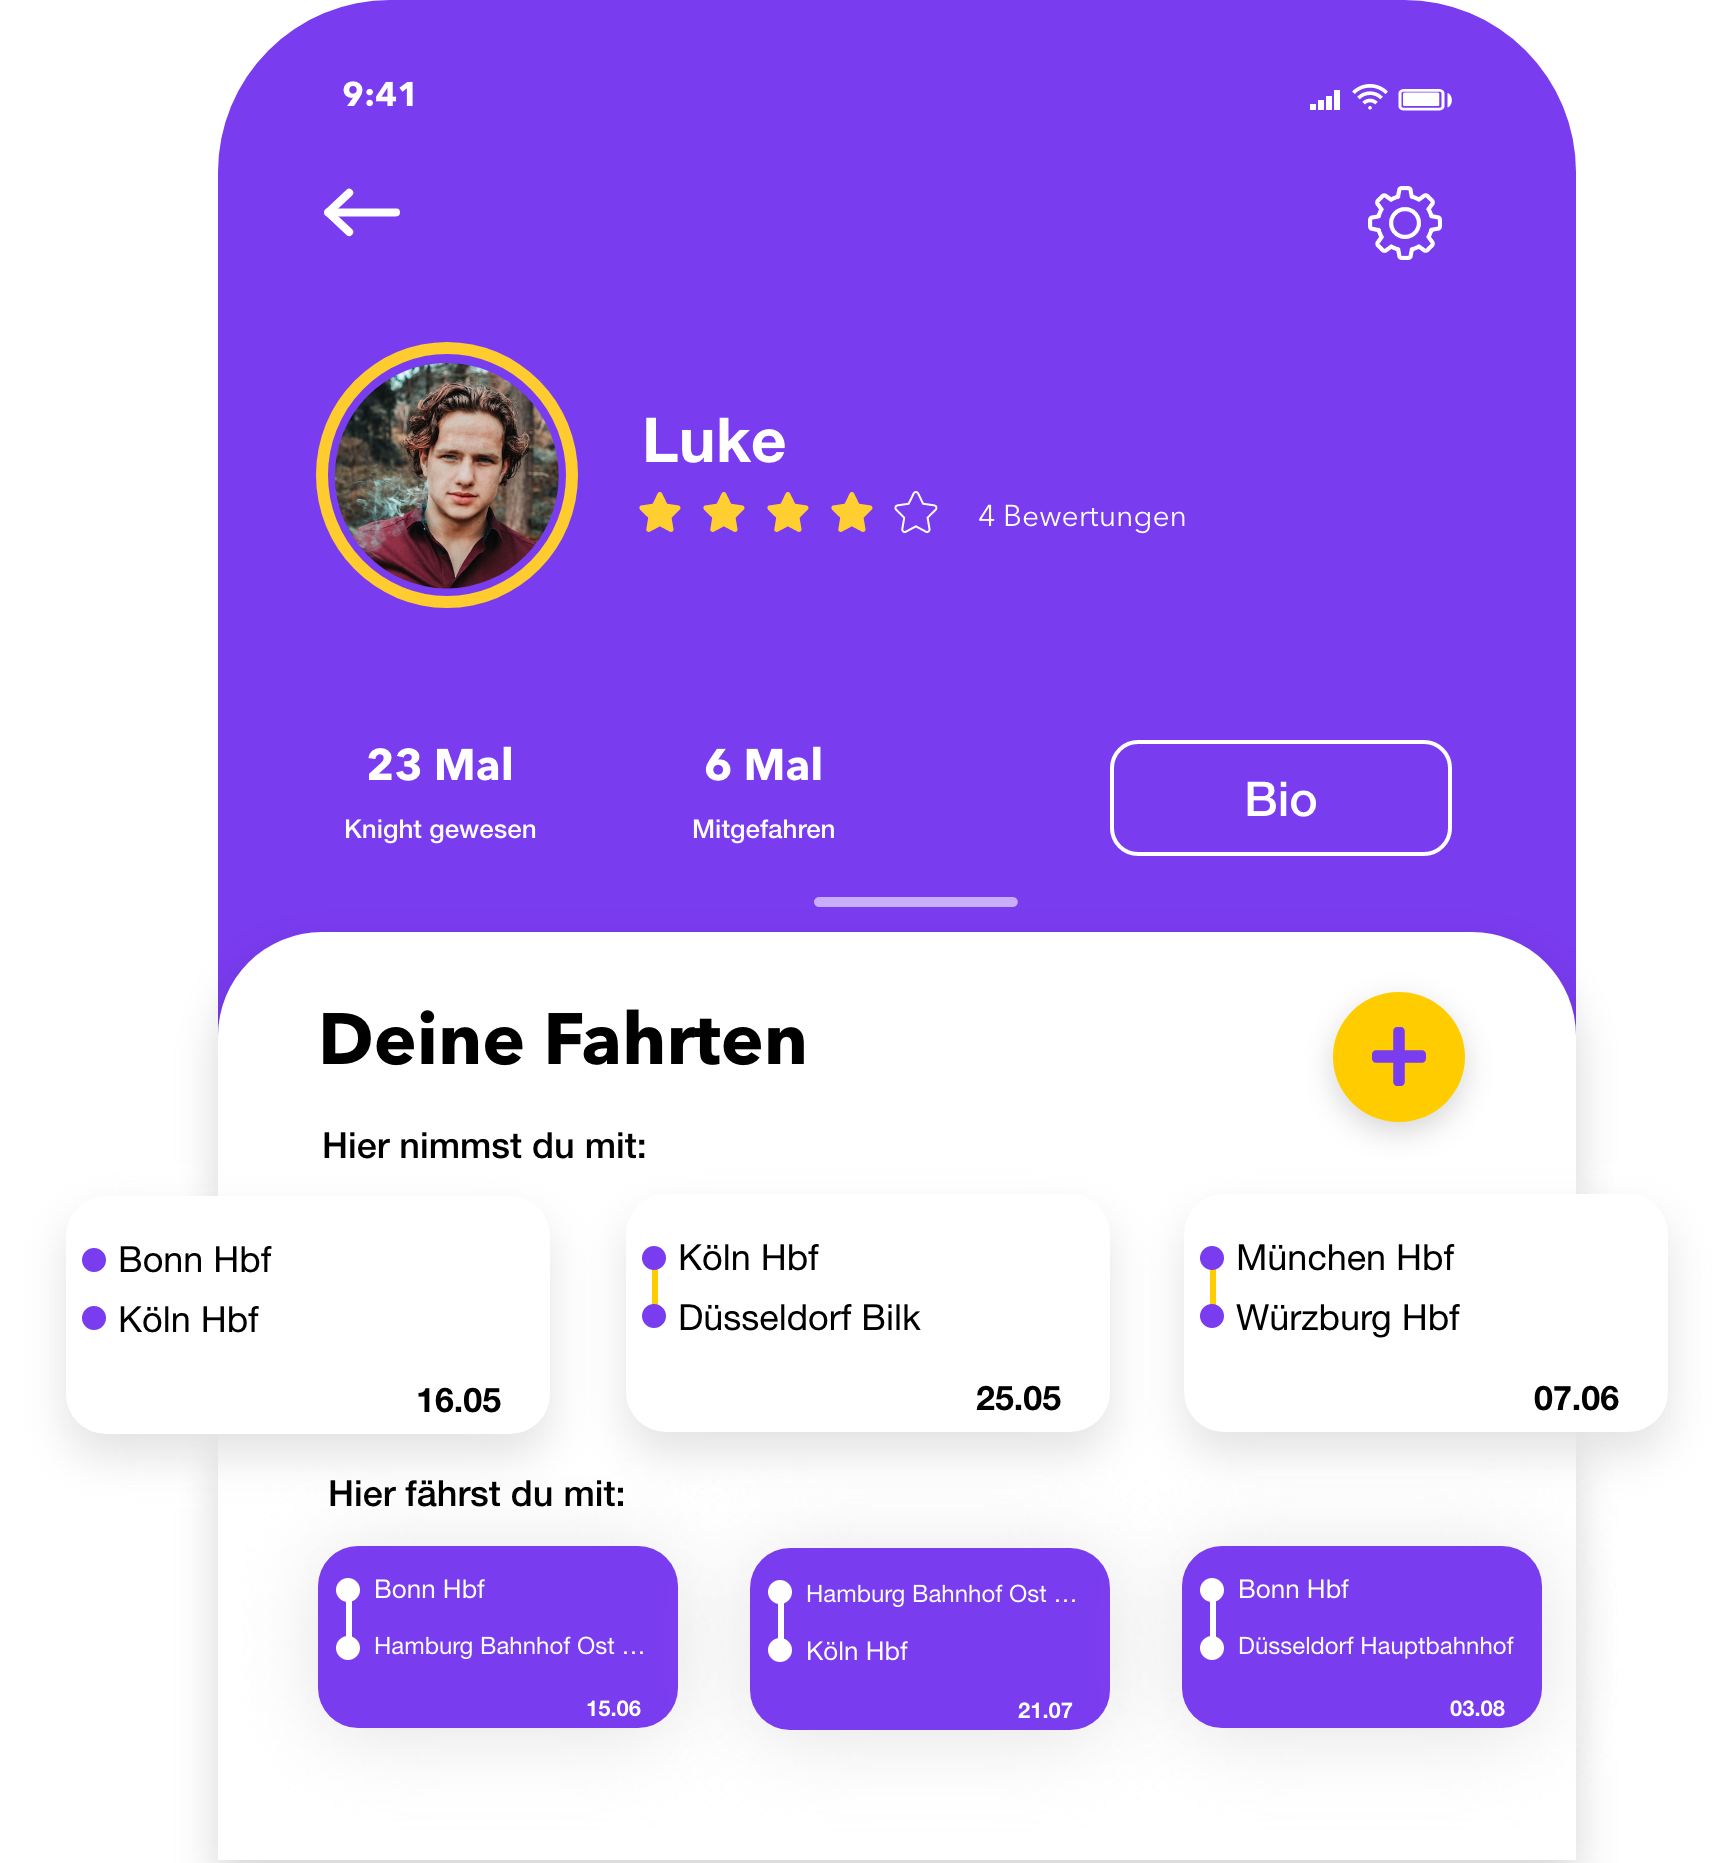 9:41
Luke
4 Bewertungen
23 Mal
Knight gewesen
6 Mal
Mitgefahren
Bio
Deine Fahrten
Hier nimmst du mit:
Bonn Hbf
Köln Hbf
16.05
Köln Hbf
Düsseldorf Bilk
25.05
München Hbf
Würzburg Hbf
07.06
Hier fährst du mit:
Bonn Hbf
Hamburg Bahnhof Ost ...
15.06
Hamburg Bahnhof Ost ...
Köln Hbf
21.07
Bonn Hbf
Düsseldorf Hauptbahnhof
03.08